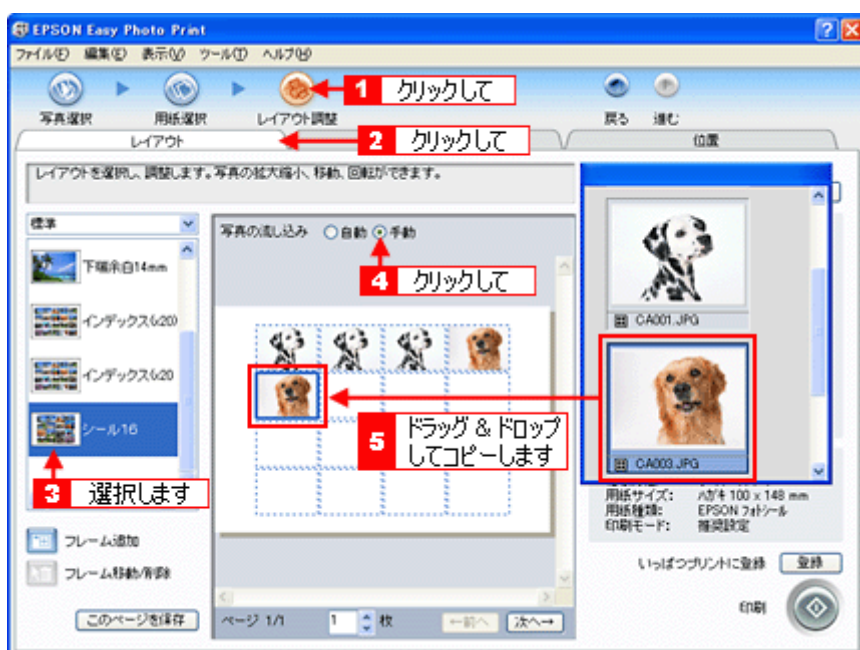 EPSON Easy Photo Print
ファイル(F) 編集(E) 表示(V) ツール(T) ヘルプ(H)
1 クリックして
写真選択 用紙選択 レイアウト調整 戻る 進む
レイアウト 2 クリックして 位置
レイアウトを選択し、調整します。写真の拡大縮小、移動、回転ができます。
標準
写真の流し込み 自動 手動
下端余白14mm
4 クリックして
インデックス(x20)
CA001.JPG
インデックス(x20
シール16
5 ドラッグ & ドロップ
してコピーします
CA003.JPG
3 選択します
用紙サイズ: ハガキ 100 x 148 mm
用紙種類: EPSON フォトシール
印刷モード: 推奨設定
フレーム追加
フレーム移動/削除
いっぱつプリントに登録 登録
印刷
このページを保存 ページ 1/1 1 枚 ←前へ 次へ→